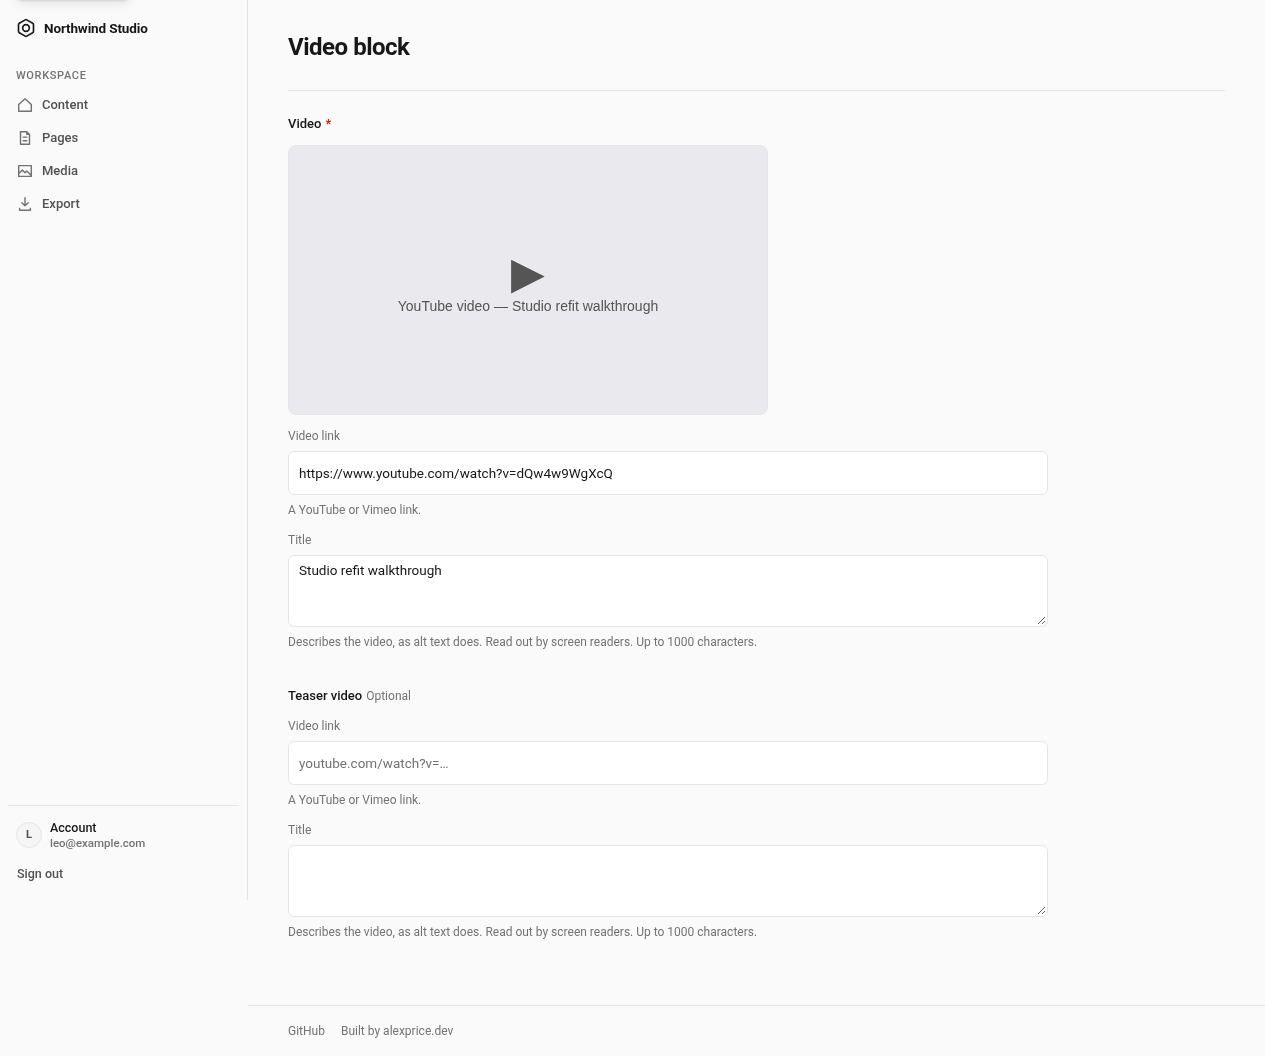 Northwind Studio
WORKSPACE
Content
Pages
Media
Export
Account
L
leo@example.com
Sign out
Video block
Video *
YouTube video — Studio refit walkthrough
Video link
https://www.youtube.com/watch?v=dQw4w9WgXcQ
A YouTube or Vimeo link.
Title
Studio refit walkthrough
Describes the video, as alt text does. Read out by screen readers. Up to 1000 characters.
Teaser video Optional
Video link
youtube.com/watch?v=…
A YouTube or Vimeo link.
Title
Describes the video, as alt text does. Read out by screen readers. Up to 1000 characters.
GitHub Built by alexprice.dev